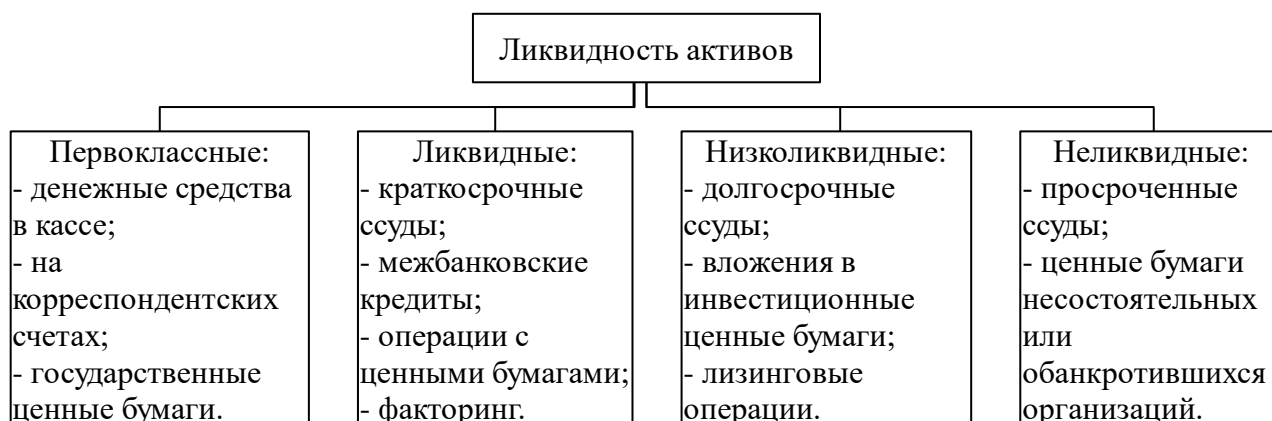 Ликвидность активов
Первоклассные:
- денежные средства
в кассе;
- на
корреспондентских
счетах;
- государственные
ценные бумаги.
Ликвидные:
- краткосрочные
ссуды;
- межбанковские
кредиты;
- операции с
ценными бумагами;
- факторинг.
Низколиквидные:
- долгосрочные
ссуды;
- вложения в
инвестиционные
ценные бумаги;
- лизинговые
операции.
Неликвидные:
- просроченные
ссуды;
- ценные бумаги
несостоятельных
или
обанкротившихся
организаций.